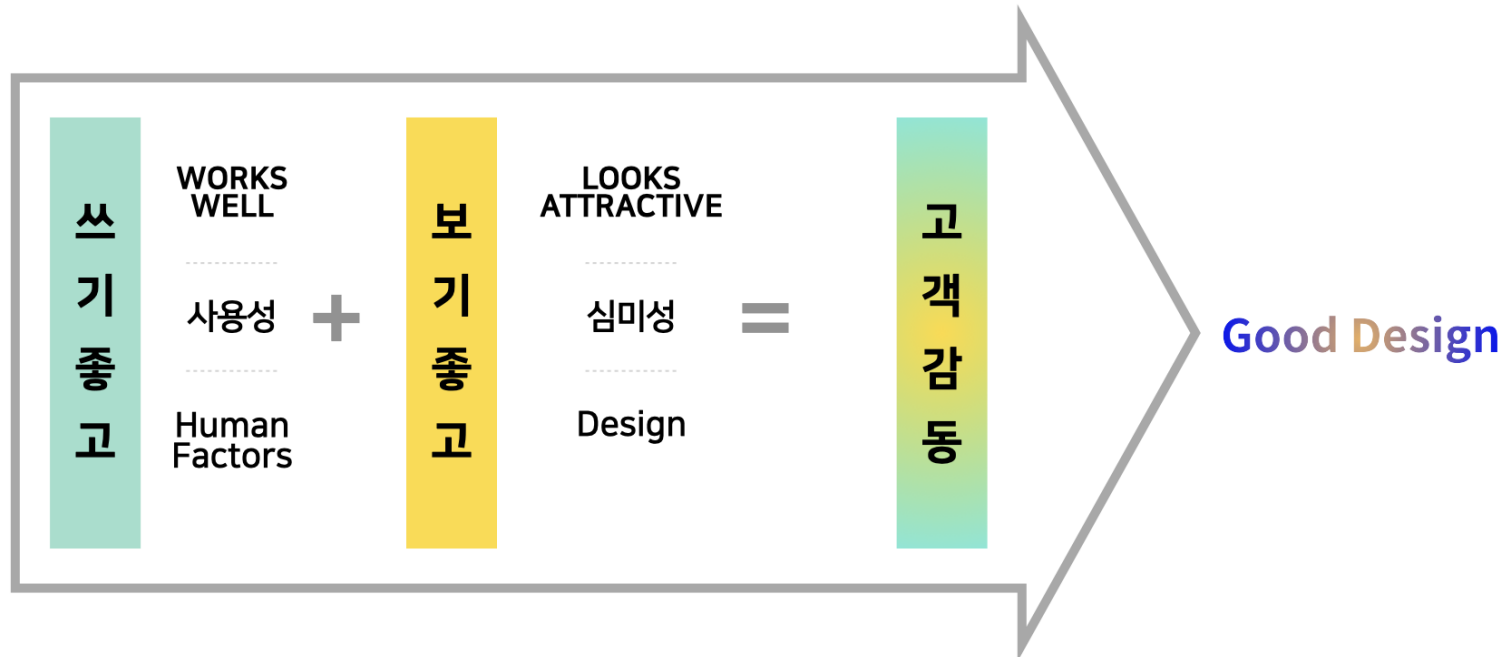 쓰기좋고
WORKS
WELL
사용성
Human
Factors
+
보기좋고
LOOKS
ATTRACTIVE
심미성
Design
=
고객감동
Good Design